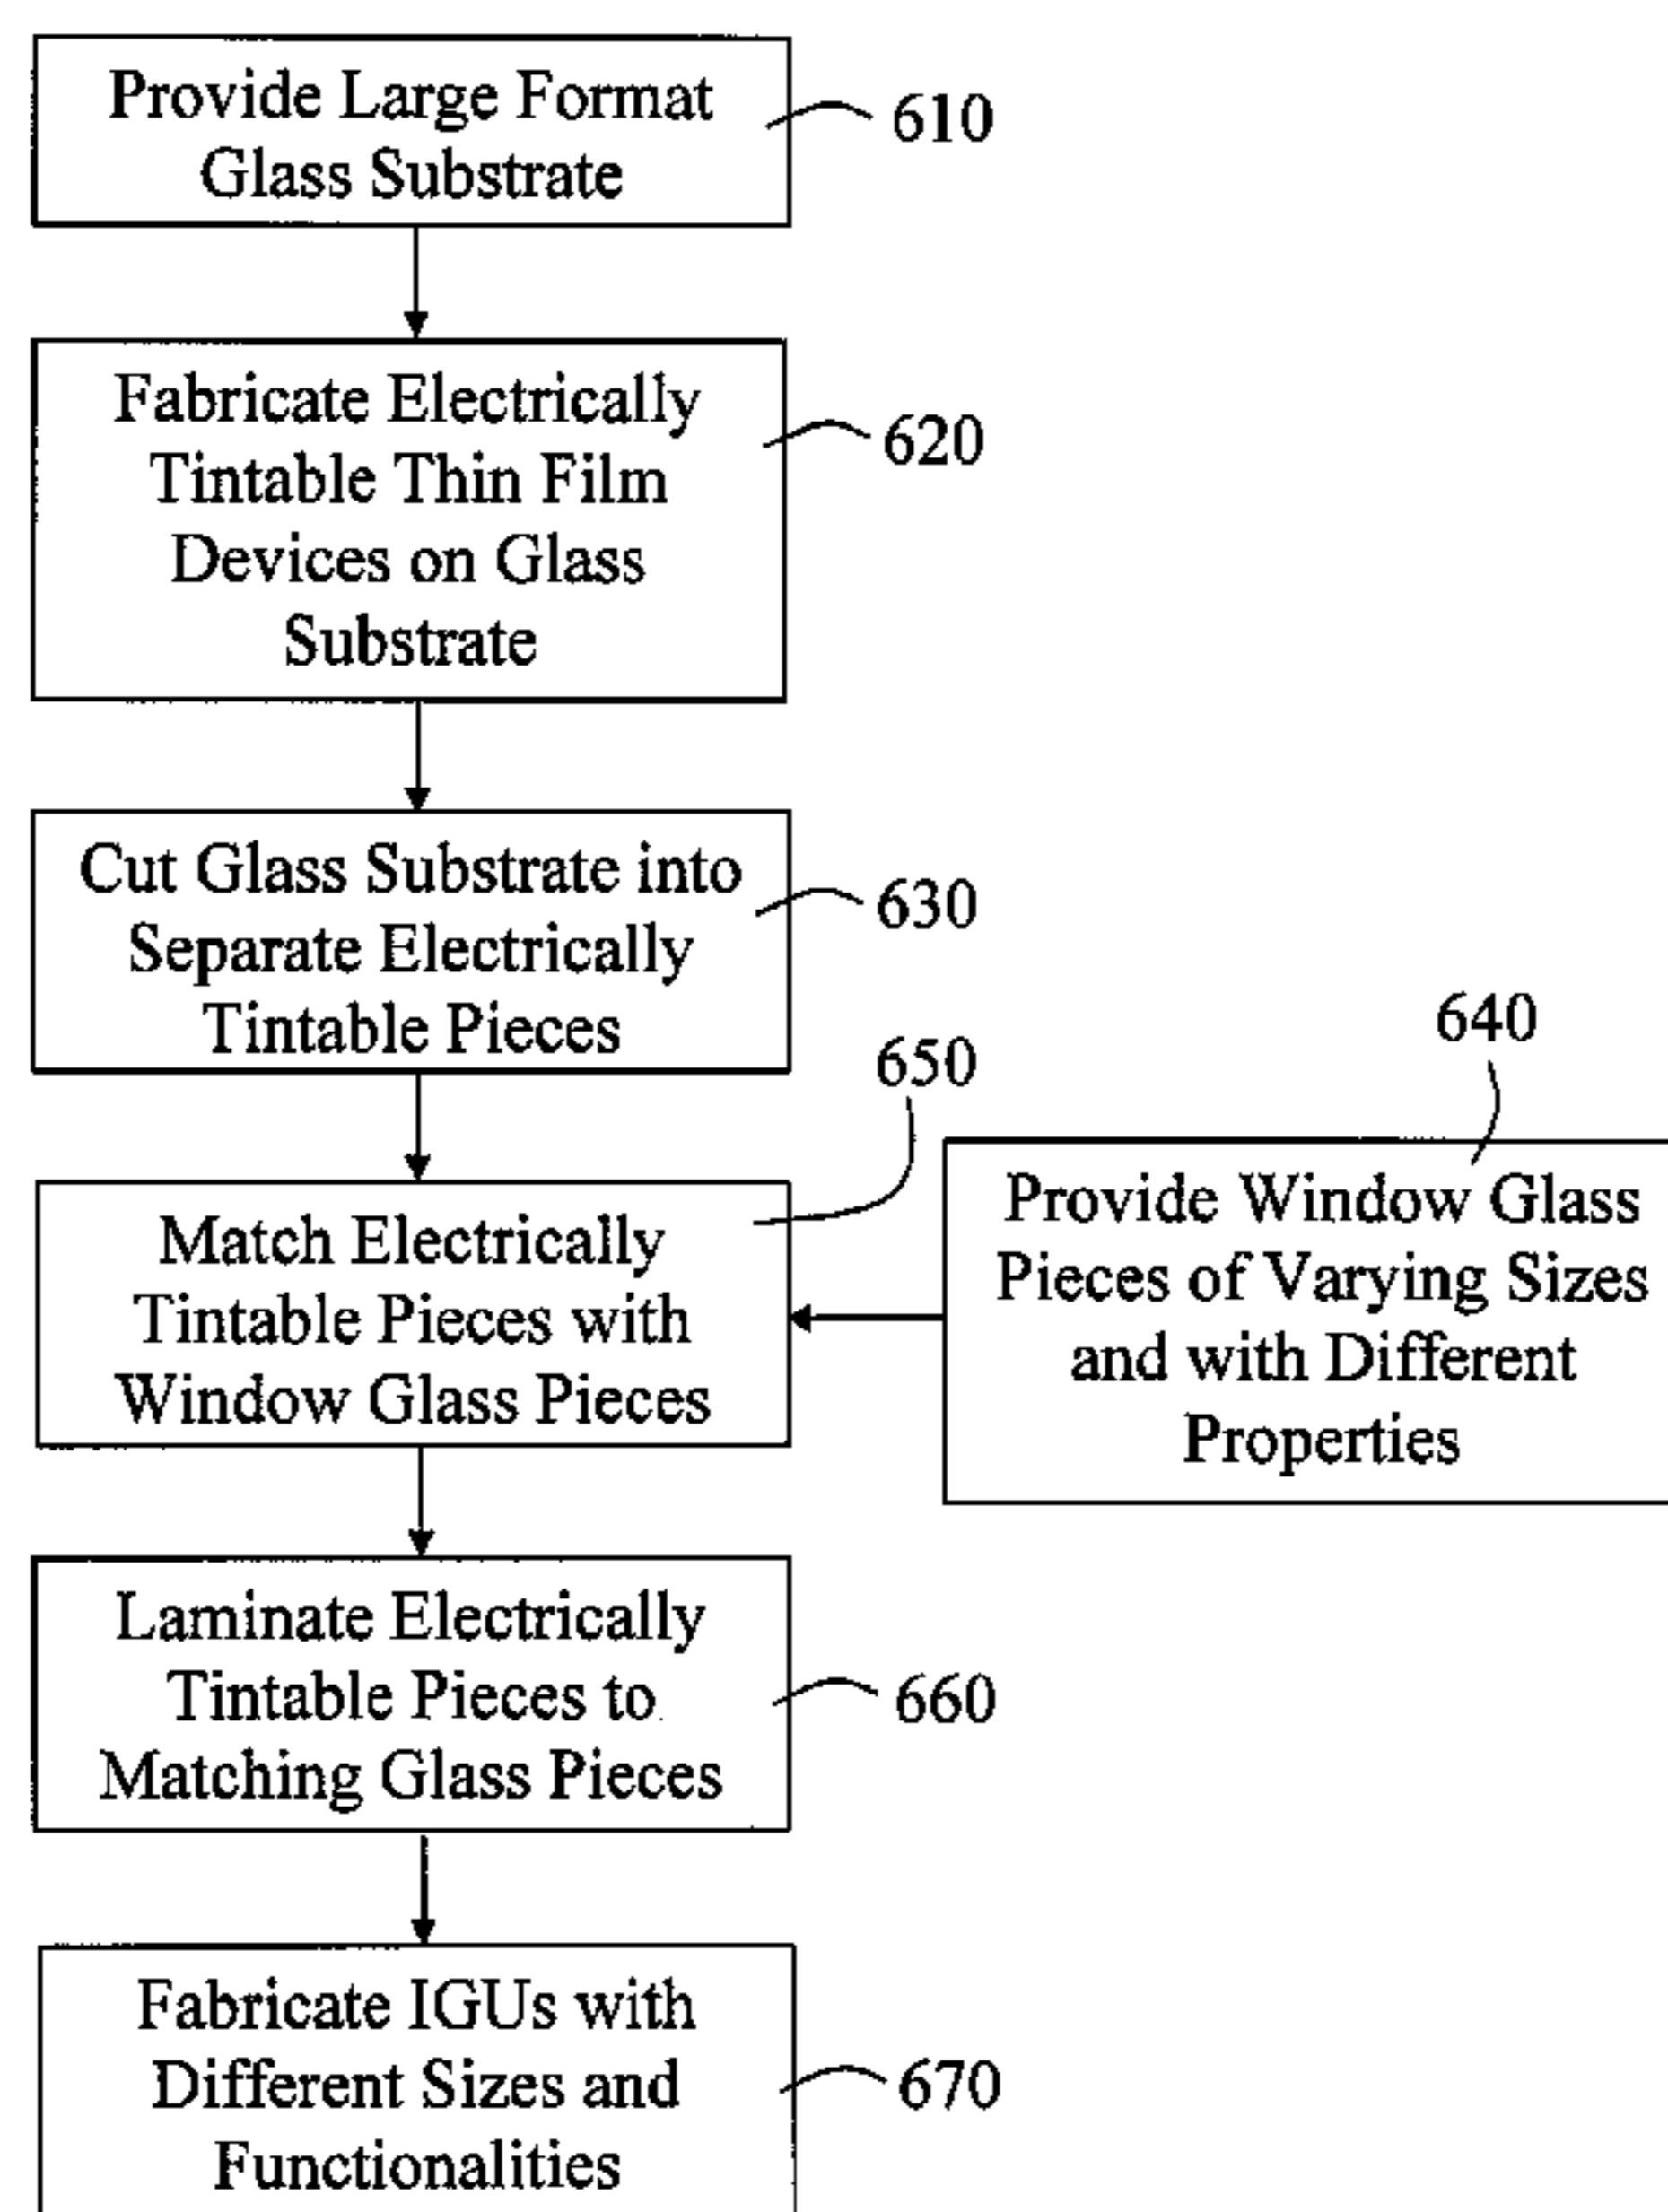 Provide Large Format
Glass Substrate
610
Fabricate Electrically
Tintable Thin Film
Devices on Glass
Substrate
620
Cut Glass Substrate into
Separate Electrically
Tintable Pieces
630
650
640
Match Electrically
Tintable Pieces with
Window Glass Pieces
Provide Window Glass
Pieces of Varying Sizes
and with Different
Properties
Laminate Electrically
Tintable Pieces to
Matching Glass Pieces
660
Fabricate IGUs with
Different Sizes and
Functionalities
670